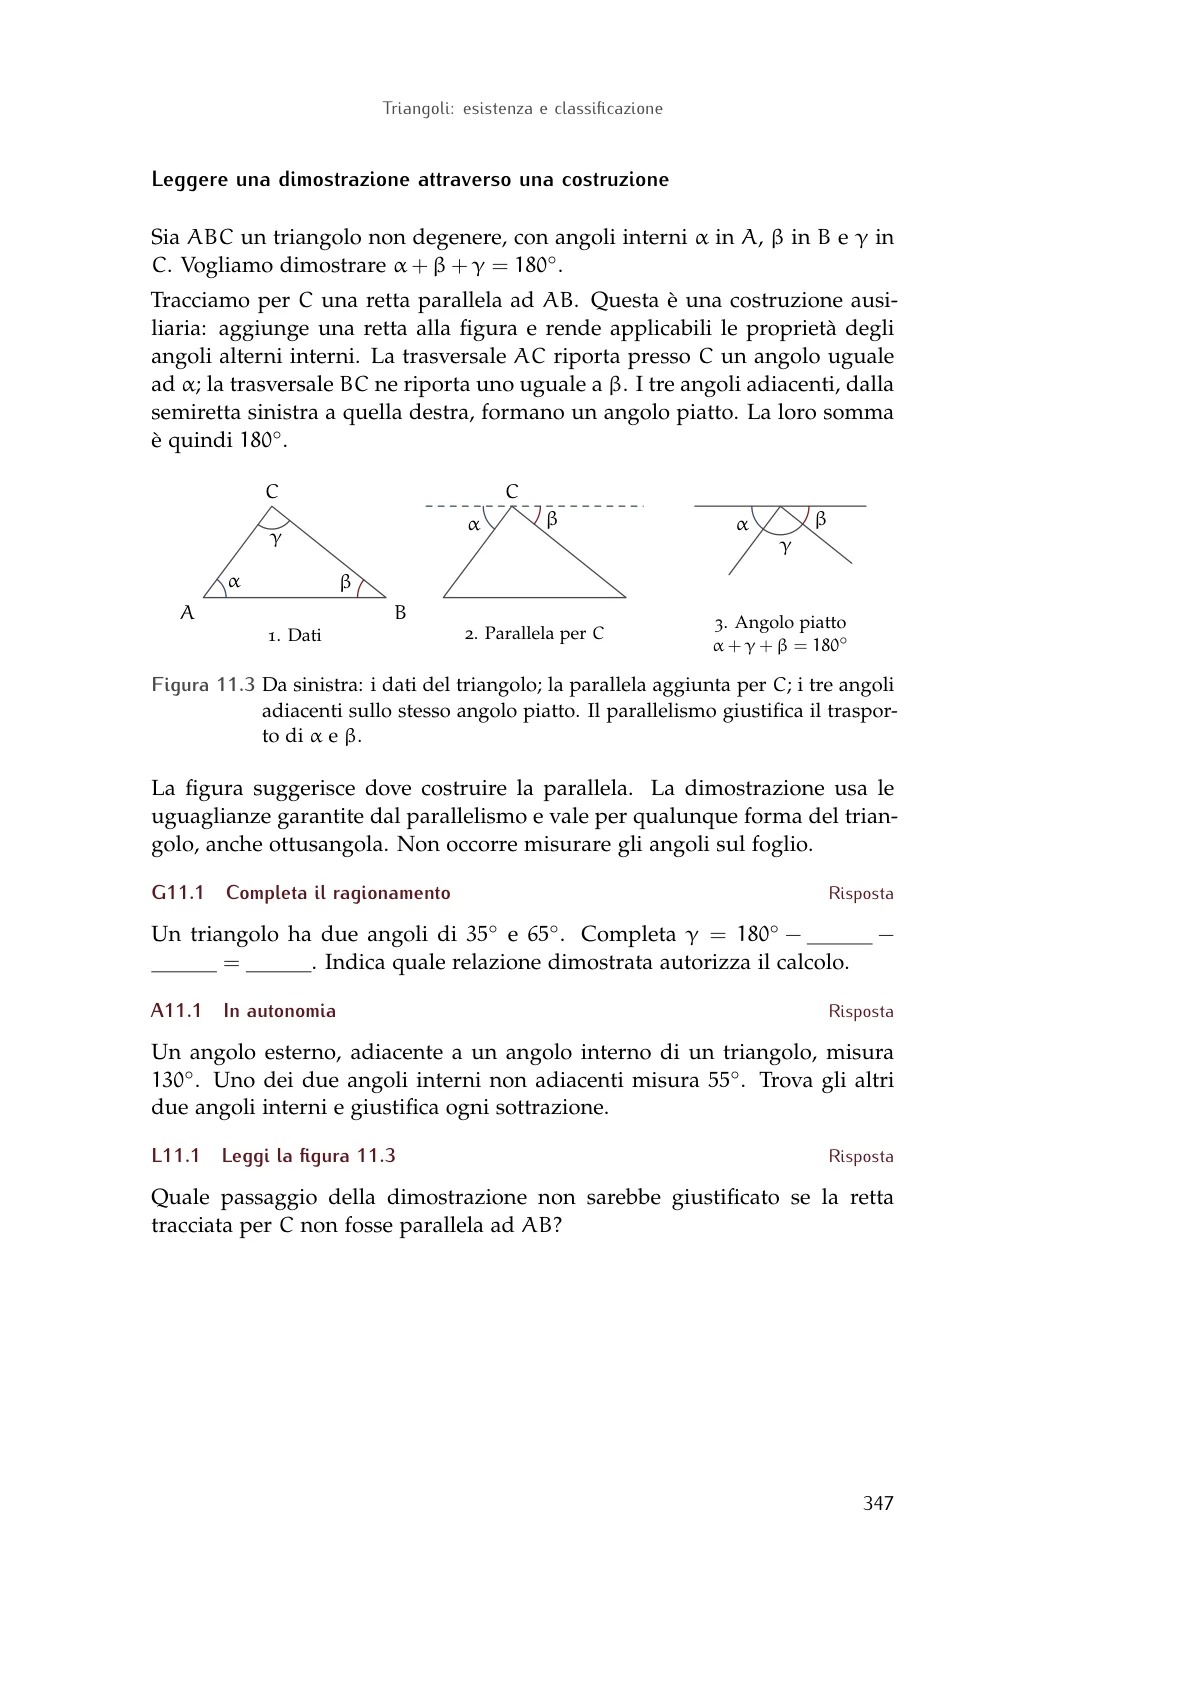 Triangoli: esistenza e classificazione
Leggere una dimostrazione attraverso una costruzione
Sia ABC un triangolo non degenere, con angoli interni α in A, β in B e γ in
C. Vogliamo dimostrare α + β + γ = 180°.
Tracciamo per C una retta parallela ad AB. Questa è una costruzione ausi-
liaria: aggiunge una retta alla figura e rende applicabili le proprietà degli
angoli alterni interni. La trasversale AC riporta presso C un angolo uguale
ad α; la trasversale BC ne riporta uno uguale a β. I tre angoli adiacenti, dalla
semiretta sinistra a quella destra, formano un angolo piatto. La loro somma
è quindi 180°.
C
γ
α
β
A
B
1. Dati
C
α
β
2. Parallela per C
α
β
γ
3. Angolo piatto
α + γ + β = 180°
Figura 11.3 Da sinistra: i dati del triangolo; la parallela aggiunta per C; i tre angoli
adiacenti sullo stesso angolo piatto. Il parallelismo giustifica il traspor-
to di α e β.
La figura suggerisce dove costruire la parallela. La dimostrazione usa le
uguaglianze garantite dal parallelismo e vale per qualunque forma del trian-
golo, anche ottusangola. Non occorre misurare gli angoli sul foglio.
G11.1 Completa il ragionamento Risposta
Un triangolo ha due angoli di 35° e 65°. Completa γ = 180° − ______ −
______ = ______. Indica quale relazione dimostrata autorizza il calcolo.
A11.1 In autonomia Risposta
Un angolo esterno, adiacente a un angolo interno di un triangolo, misura
130°. Uno dei due angoli interni non adiacenti misura 55°. Trova gli altri
due angoli interni e giustifica ogni sottrazione.
L11.1 Leggi la figura 11.3 Risposta
Quale passaggio della dimostrazione non sarebbe giustificato se la retta
tracciata per C non fosse parallela ad AB?
347